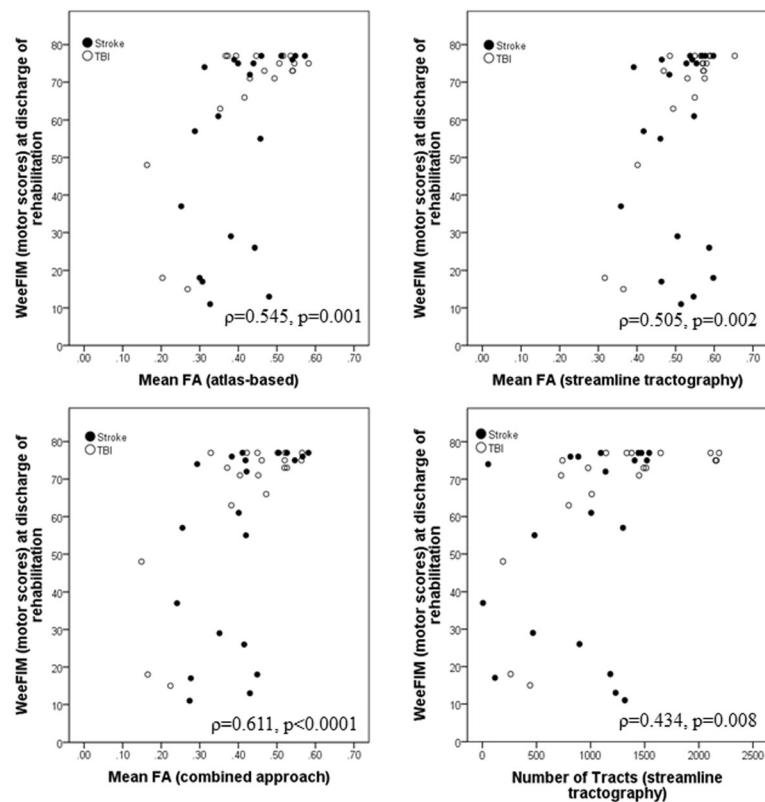 80
70
60
50
40
30
20
10
0
WeeFIM (motor scores) at discharge of
rehabilitation
Stroke
TBI
ρ=0.545, p=0.001
.00 .10 .20 .30 .40 .50 .60 .70
Mean FA (atlas-based)
80
70
60
50
40
30
20
10
0
WeeFIM (motor scores) at discharge of
rehabilitation
Stroke
TBI
ρ=0.505, p=0.002
.00 .10 .20 .30 .40 .50 .60 .70
Mean FA (streamline tractography)
80
70
60
50
40
30
20
10
0
WeeFIM (motor scores) at discharge of
rehabilitation
Stroke
TBI
ρ=0.611, p<0.0001
.00 .10 .20 .30 .40 .50 .60 .70
Mean FA (combined approach)
80
70
60
50
40
30
20
10
0
WeeFIM (motor scores) at discharge of
rehabilitation
Stroke
TBI
ρ=0.434, p=0.008
0 500 1000 1500 2000 2500
Number of Tracts (streamline
tractography)